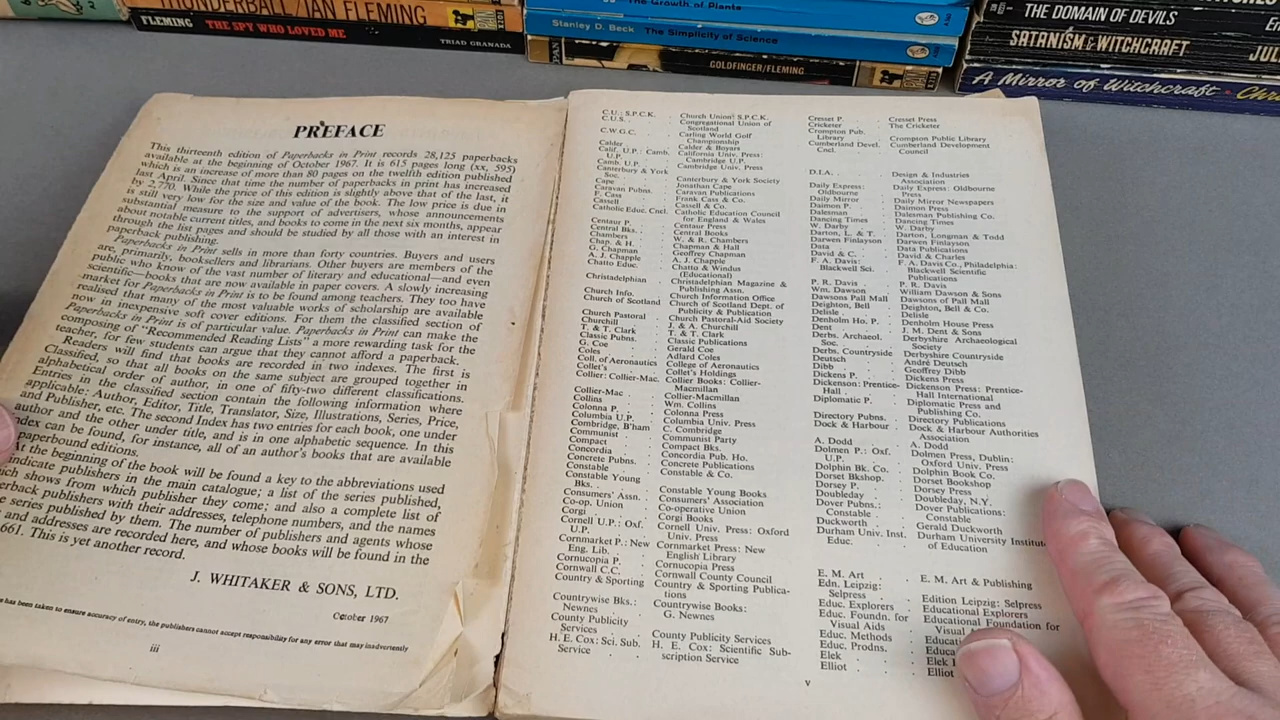 THUNDERBALL/IAN FLEMING
FLEMING THE SPY WHO LOVED ME
TRIAD GRANADA
The Growth of Plants
Stanley D. Beck The Simplicity of Science
PAN GOLDFINGER/FLEMING
THE DOMAIN OF DEVILS
SATANISM & WITCHCRAFT JUL
A Mirror of Witchcraft • Chr
PREFACE
This thirteenth edition of Paperbacks in Print records 28,125 paperbacks
available at the beginning of October 1967. It is 615 pages long (xx, 595)
which is an increase of more than 80 pages on the twelfth edition published
last April. Since that time the number of paperbacks in print has increased
by 2,770. While the price of this edition is slightly above that of the last, it
is still very low for the size and value of the book. The low price is due in
substantial measure to the support of advertisers, whose announcements
about notable current titles, and books to come in the next six months, appear
through the list pages and should be studied by all those with an interest in
paperback publishing.
Paperbacks in Print sells in more than forty countries. Buyers and users
are, primarily, booksellers and librarians. Other buyers are members of the
public who know of the vast number of literary and educational—and even
scientific—books that are now available in paper covers. A slowly increasing
market for Paperbacks in Print is to be found among teachers. They too have
realised that many of the most valuable works of scholarship are available
now in inexpensive soft cover editions. For them the classified section of
Paperbacks in Print is of particular value. Paperbacks in Print can make the
composing of "Recommended Reading Lists" a more rewarding task for the
teacher, for few students can argue that they cannot afford a paperback.
Readers will find that books are recorded in two indexes. The first is
Classified, so that all books on the same subject are grouped together in
alphabetical order of author, in one of fifty-two different classifications.
Entries in the classified section contain the following information where
applicable: Author, Editor, Title, Translator, Size, Illustrations, Series, Price,
and Publisher, etc. The second Index has two entries for each book, one under
author and the other under title, and is in one alphabetic sequence. In this
ndex can be found, for instance, all of an author's books that are available
paperbound editions.
At the beginning of the book will be found a key to the abbreviations used
indicate publishers in the main catalogue; a list of the series published,
ch shows from which publisher they come; and also a complete list of
erback publishers with their addresses, telephone numbers, and the names
e series published by them. The number of publishers and agents whose
and addresses are recorded here, and whose books will be found in the
661. This is yet another record.
J. WHITAKER & SONS, LTD.
October 1967
e has been taken to ensure accuracy of entry, the publishers cannot accept responsibility for any error that may inadvertently
iii
C.U.: S.P.C.K. Church Union: S.P.C.K.
C.U.S. . Congregational Union of
Scotland
C.W.G.C. . Carling World Golf
Championship
Calder . Calder & Boyars
Calif. U.P.: Camb. California Univ. Press:
U.P. . Cambridge U.P.
Camb. U.P. . Cambridge Univ. Press
Canterbury & York
Soc. . Canterbury & York Society
Cape . Jonathan Cape
Caravan Pubns. . Caravan Publications
F. Cass . Frank Cass & Co.
Cassell . Cassell & Co.
Catholic Educ. Cncl. Catholic Education Council
for England & Wales
Centaur P. . Centaur Press
Central Bks. . Central Books
Chambers . W. & R. Chambers
Chap. & H. . Chapman & Hall
G. Chapman . Geoffrey Chapman
A. J. Chapple . A. J. Chapple
Chatto Educ. . Chatto & Windus
(Educational)
Christadelphian . Christadelphian Magazine &
Publishing Assn.
Church Info. . Church Information Office
Church of Scotland Church of Scotland Dept. of
Publicity & Publication
Church Pastoral . Church Pastoral-Aid Society
Churchill . J. & A. Churchill
T. & T. Clark . T. & T. Clark
Classic Pubns. . Classic Publications
G. Coe . Gerald Coe
Coles . Adlard Coles
Coll. of Aeronautics College of Aeronautics
Collet's . Collet's Holdings
Collier: Collier-Mac. Collier Books: Collier-
Macmillan
Collier-Mac. . Collier-Macmillan
Collins . Wm. Collins
Colonna P. . Colonna Press
Columbia U.P. . Columbia Univ. Press
Combridge, B'ham C. Combridge
Communist . Communist Party
Compact . Compact Bks.
Concordia . Concordia Pub. Ho.
Concrete Pubns. . Concrete Publications
Constable . Constable & Co.
Constable Young
Bks. . Constable Young Books
Consumers' Assn. . Consumers' Association
Co-op. Union . Co-operative Union
Corgi . Corgi Books
Cornell U.P.: Oxf. Cornell Univ. Press: Oxford
U.P. . Univ. Press
Cornmarket P.: New Cornmarket Press: New
Eng. Lib. . English Library
Cornucopia P. . Cornucopia Press
Cornwall C.C. . Cornwall County Council
Country & Sporting Country & Sporting Publica-
tions
Countrywise Bks.: Countrywise Books:
Newnes . G. Newnes
County Publicity
Services . County Publicity Services
H. E. Cox: Sci. Sub. H. E. Cox: Scientific Sub-
Service . scription Service
Cresset P. . Cresset Press
Cricketer . The Cricketer
Crompton Pub.
Library . Crompton Public Library
Cumberland Devel. Cumberland Development
Cncl. . Council
D.I.A. . Design & Industries
Association
Daily Express: Daily Express: Oldbourne
Oldbourne . Press
Daily Mirror . Daily Mirror Newspapers
Daimon P. . Daimon Press
Dalesman . Dalesman Publishing Co.
Dancing Times . Dancing Times
W. Darby . W. Darby
Darton, L. & T. . Darton, Longman & Todd
Darwen Finlayson . Darwen Finlayson
Data . Data Publications
David & C. . David & Charles
F. A. Davis: F. A. Davis Co., Philadelphia:
Blackwell Sci. . Blackwell Scientific
Publications
P. R. Davis . P. R. Davis
Wm. Dawson . William Dawson & Sons
Dawsons Pall Mall Dawsons of Pall Mall
Deighton, Bell . Deighton, Bell & Co.
Delisle . Delisle
Denholm Ho. P. . Denholm House Press
Dent . J. M. Dent & Sons
Derbs. Archaeol. Derbyshire Archaeological
Soc. . Society
Derbs. Countryside Derbyshire Countryside
Deutsch . André Deutsch
Dibb . Geoffrey Dibb
Dickens P. . Dickens Press
Dickenson: Prentice- Dickenson Press: Prentice-
Hall . Hall International
Diplomatic P. . Diplomatic Press and
Publishing Co.
Directory Pubns. . Directory Publications
Dock & Harbour . Dock & Harbour Authorities
Association
A. Dodd . A. Dodd
Dolmen P.: Oxf. Dolmen Press, Dublin:
U.P. . Oxford Univ. Press
Dolphin Bk. Co. . Dolphin Book Co.
Dorset Bkshop. . Dorset Bookshop
Dorsey P. . Dorsey Press
Doubleday . Doubleday, N.Y.
Dover Pubns.: Dover Publications:
Constable . Constable
Duckworth . Gerald Duckworth
Durham Univ. Inst. Durham University Institute
Educ. . of Education
E. M. Art . E. M. Art & Publishing
Edn. Leipzig:
Selpress . Edition Leipzig: Selpress
Educ. Explorers . Educational Explorers
Educ. Foundn. for Educational Foundation for
Visual Aids . Visual
Educ. Methods .
Educ. Prodns. .
Elek . Elek
Elliot . Elliot
v